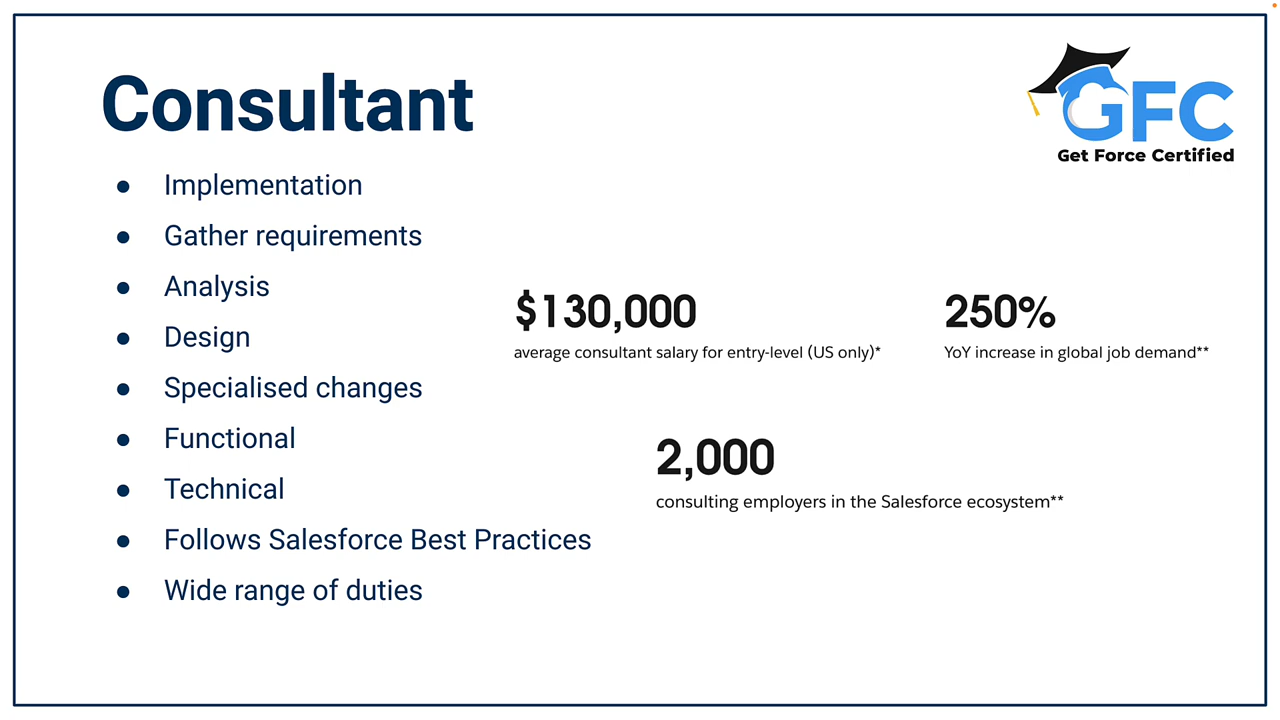 Consultant
GFC
Get Force Certified
● Implementation
● Gather requirements
● Analysis
● Design
● Specialised changes
● Functional
● Technical
● Follows Salesforce Best Practices
● Wide range of duties
$130,000
average consultant salary for entry-level (US only)*
250%
YoY increase in global job demand**
2,000
consulting employers in the Salesforce ecosystem**